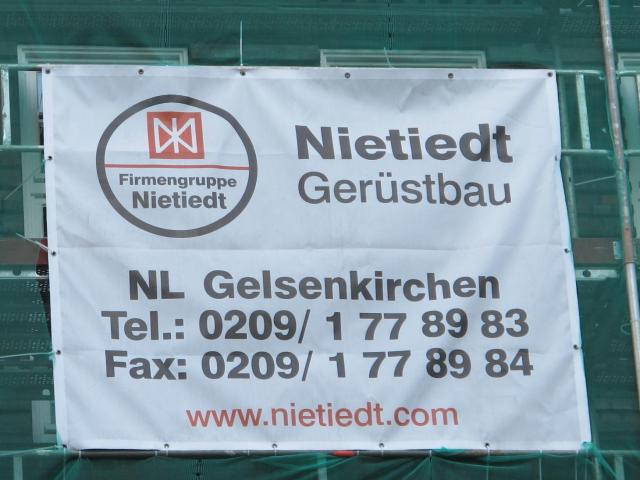 Firmengruppe
Nietiedt
Nietiedt
Gerüstbau
NL Gelsenkirchen
Tel.: 0209/ 1 77 89 83
Fax: 0209/ 1 77 89 84
www.nietiedt.com